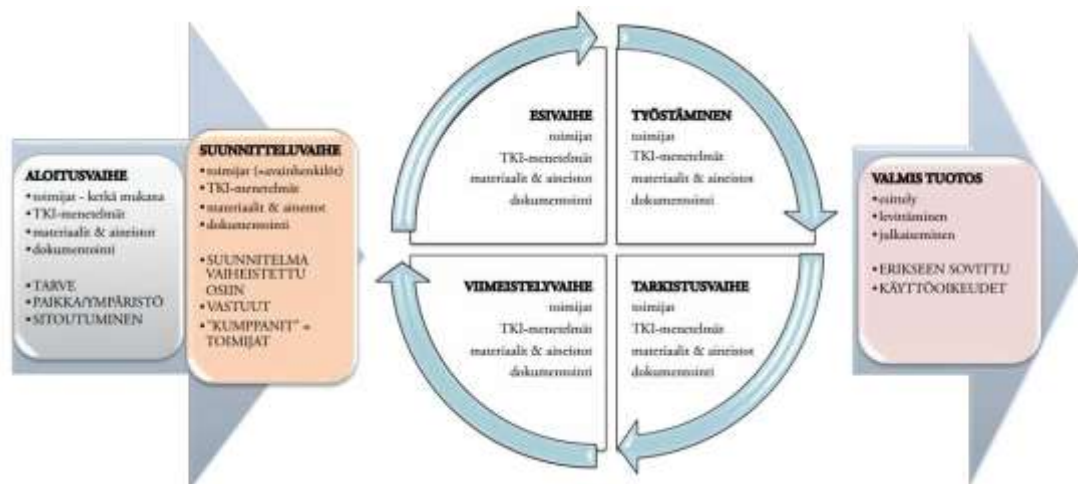 ALOITUSVAIHE
•toimijat - ketkä mukana
•TKI-menetelmät
•materiaalit & aineistot
•dokumentointi
•TARVE
•PAIKKA/YMPÄRISTÖ
•SITOUTUMINEN
SUUNNITTELUVAIHE
•toimijat (=avainhenkilöt)
•TKI-menetelmät
•materiaalit & aineistot
•dokumentointi
•SUUNNITELMA
VAIHEISTETTU
OSIIN
•VASTUUT
•"KUMPPANIT" =
TOIMIJAT
ESIVAIHE
toimijat
TKI-menetelmät
materiaalit & aineistot
dokumentointi
TYÖSTÄMINEN
toimijat
TKI-menetelmät
materiaalit & aineistot
dokumentointi
VIIMEISTELYVAIHE
toimijat
TKI-menetelmät
materiaalit & aineistot
dokumentointi
TARKISTUSVAIHE
toimijat
TKI-menetelmät
materiaalit & aineistot
dokumentointi
VALMIS TUOTOS
•esittely
•levittäminen
•julkaiseminen
•ERIKSEEN SOVITTU
•KÄYTTÖOIKEUDET